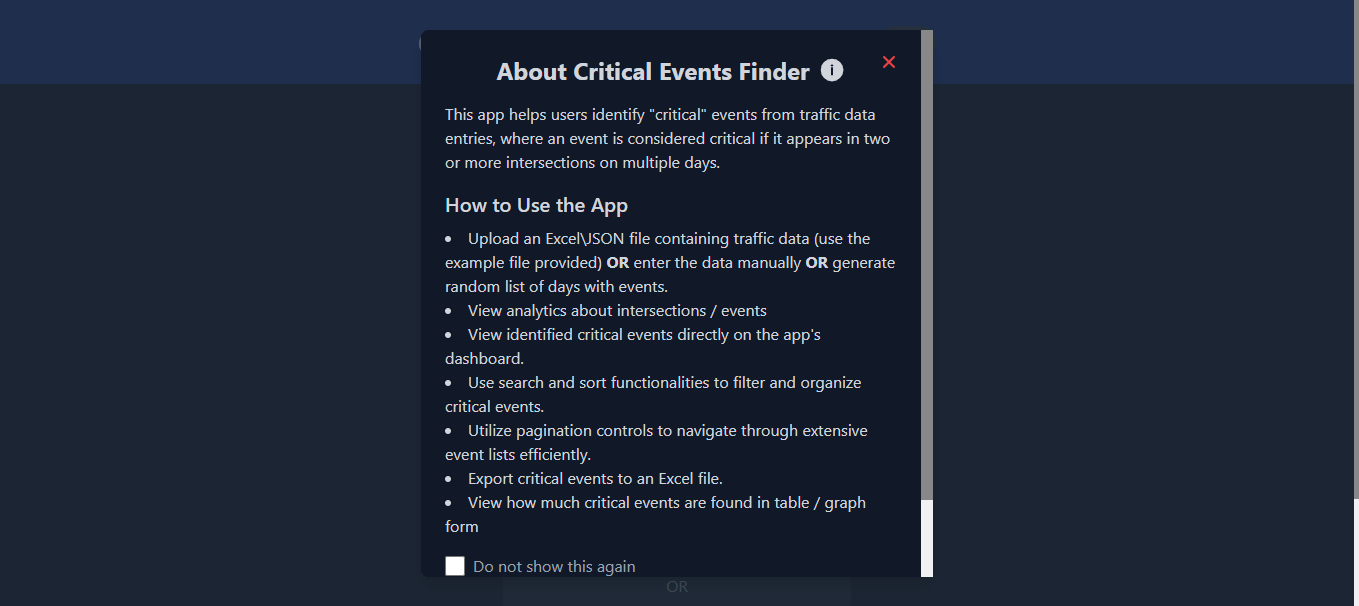 About Critical Events Finder i
This app helps users identify "critical" events from traffic data
entries, where an event is considered critical if it appears in two
or more intersections on multiple days.
How to Use the App
• Upload an Excel\JSON file containing traffic data (use the
example file provided) OR enter the data manually OR generate
random list of days with events.
• View analytics about intersections / events
• View identified critical events directly on the app's
dashboard.
• Use search and sort functionalities to filter and organize
critical events.
• Utilize pagination controls to navigate through extensive
event lists efficiently.
• Export critical events to an Excel file.
• View how much critical events are found in table / graph
form
Do not show this again
OR